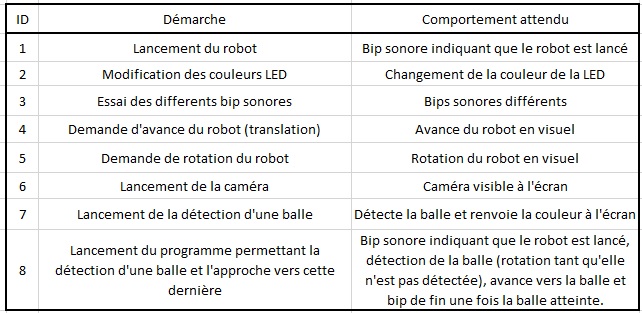 ID Démarche Comportement attendu
1 Lancement du robot Bip sonore indiquant que le robot est lancé
2 Modification des couleurs LED Changement de la couleur de la LED
3 Essai des differents bip sonores Bips sonores différents
4 Demande d'avance du robot (translation) Avance du robot en visuel
5 Demande de rotation du robot Rotation du robot en visuel
6 Lancement de la caméra Caméra visible à l'écran
7 Lancement de la détection d'une balle Détecte la balle et renvoie la couleur à l'écran
8
Lancement du programme permettant la
détection d'une balle et l'approche vers cette
dernière
Bip sonore indiquant que le robot est lancé,
détection de la balle (rotation tant qu'elle
n'est pas détectée), avance vers la balle et
bip de fin une fois la balle atteinte.